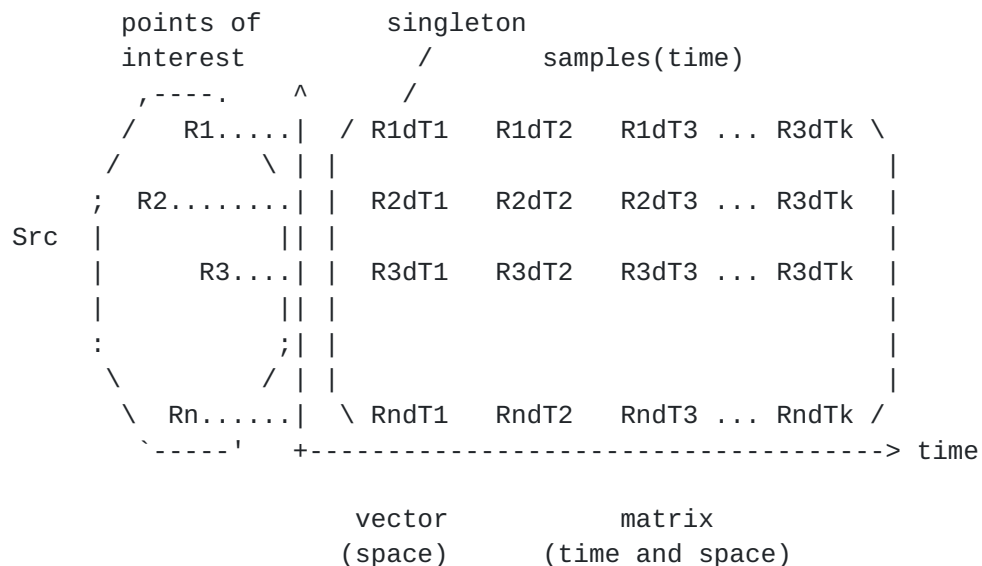 points of singleton
interest / samples(time)
,----. ^ /
/ R1.....| / R1dT1 R1dT2 R1dT3 ... R3dTk \
/ \ | | |
; R2........| | R2dT1 R2dT2 R2dT3 ... R3dTk |
Src | || | |
| R3....| | R3dT1 R3dT2 R3dT3 ... R3dTk |
| || | |
: ;| | |
\ / | | |
\ Rn......| \ RndT1 RndT2 RndT3 ... RndTk /
`-----' +-------------------------------------> time
vector matrix
(space) (time and space)